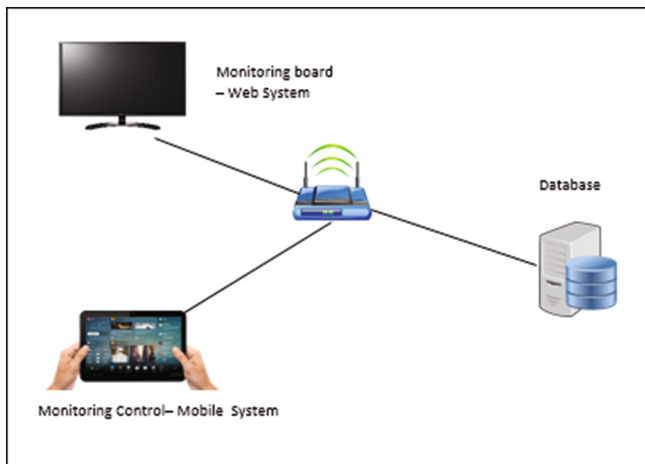 Monitoring board
– Web System
Database
Monitoring Control– Mobile System